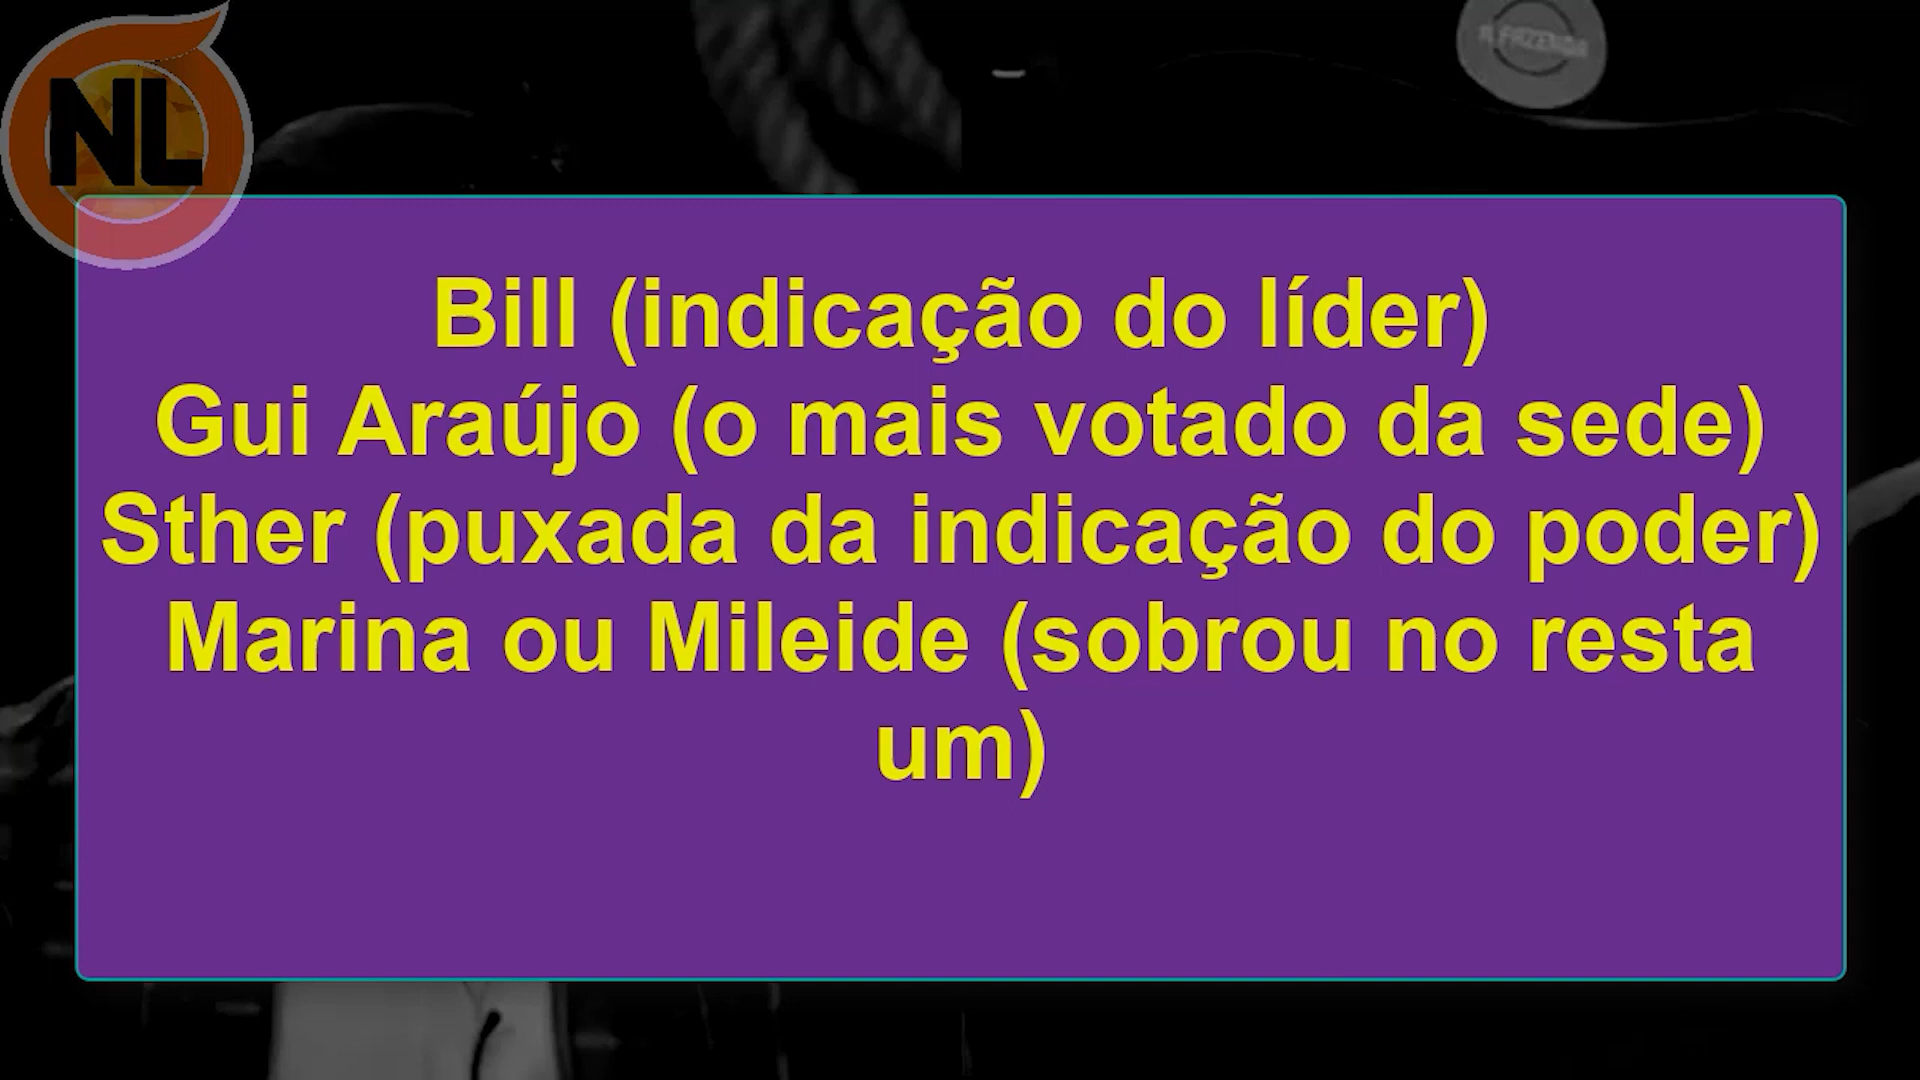 NL
A FAZENDA
Bill (indicação do líder)
Gui Araújo (o mais votado da sede)
Sther (puxada da indicação do poder)
Marina ou Mileide (sobrou no resta
um)